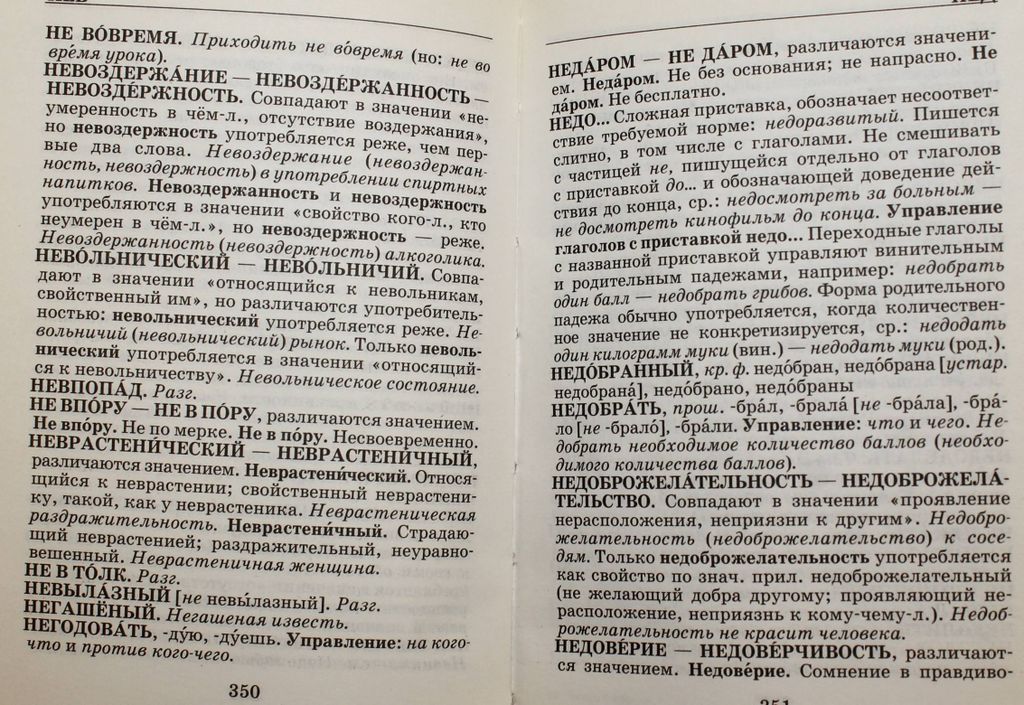 НЕ ВО́ВРЕМЯ. Приходить не во́время (но: не во
вре́мя урока).
НЕВОЗДЕРЖА́НИЕ — НЕВОЗДЕ́РЖАННОСТЬ —
НЕВОЗДЕ́РЖНОСТЬ. Совпадают в значении «не-
умеренность в чём-л., отсутствие воздержания»,
но невоздержность употребляется реже, чем пер-
вые два слова. Невоздержание (невоздержан-
ность, невоздержность) в употреблении спиртных
напитков. Невоздержанность и невоздержность
употребляются в значении «свойство кого-л., кто
неумерен в чём-л.», но невоздержность — реже.
Невоздержанность (невоздержность) алкоголика.
НЕВО́ЛЬНИЧЕСКИЙ — НЕВО́ЛЬНИЧИЙ. Совпа-
дают в значении «относящийся к невольникам,
свойственный им», но различаются употребитель-
ностью: невольнический употребляется реже. Не-
вольничий (невольнический) рынок. Только неволь-
нический употребляется в значении «относящий-
ся к невольничеству». Невольническое состояние.
НЕВПОПА́Д. Разг.
НЕ ВПО́РУ — НЕ В ПО́РУ, различаются значением.
Не впо́ру. Не по мерке. Не в по́ру. Несвоевременно.
НЕВРАСТЕНИ́ЧЕСКИЙ — НЕВРАСТЕНИ́ЧНЫЙ,
различаются значением. Неврастени́ческий. Относя-
щийся к неврастении; свойственный неврастени-
ку, такой, как у неврастеника. Неврастеническая
раздражительность. Неврастени́чный. Страдаю-
щий неврастенией; раздражительный, неуравно-
вешенный. Неврастеничная женщина.
НЕ В ТО́ЛК. Разг.
НЕВЫЛА́ЗНЫЙ [не невы́лазный]. Разг.
НЕГАШЁНЫЙ. Негашеная известь.
НЕГОДОВА́ТЬ, -ду́ю, -ду́ешь. Управление: на кого-
что и против кого-чего.
350
НЕДА́РОМ — НЕ ДА́РОМ, различаются значени-
ем. Неда́ром. Не без основания; не напрасно. Не
да́ром. Не бесплатно.
НЕДО... Сложная приставка, обозначает несоответ-
ствие требуемой норме: недоразвитый. Пишется
слитно, в том числе с глаголами. Не смешивать
с частицей не, пишущейся отдельно от глаголов
с приставкой до... и обозначающей доведение дей-
ствия до конца, ср.: недосмотреть за больным —
не досмотреть кинофильм до конца. Управление
глаголов с приставкой недо... Переходные глаголы
с названной приставкой управляют винительным
и родительным падежами, например: недобрать
один балл — недобрать грибов. Форма родительного
падежа обычно употребляется, когда количествен-
ное значение не конкретизируется, ср.: недодать
один килограмм муки (вин.) — недодать муки (род.).
НЕДО́БРАННЫЙ, кр. ф. недо́бран, недо́брана [устар.
недобрана́], недо́брано, недо́браны
НЕДОБРА́ТЬ, прош. -бра́л, -брала́ [не -бра́ла], -бра́-
ло [не -брало́], -бра́ли. Управление: что и чего. Не-
добрать необходимое количество баллов (необхо-
димого количества баллов).
НЕДОБРОЖЕЛА́ТЕЛЬНОСТЬ — НЕДОБРОЖЕЛА́-
ТЕЛЬСТВО. Совпадают в значении «проявление
нерасположения, неприязни к другим». Недобро-
желательность (недоброжелательство) к сосе-
дям. Только недоброжелательность употребляется
как свойство по знач. прил. недоброжелательный
(не желающий добра другому; проявляющий не-
расположение, неприязнь к кому-чему-л.). Недоб-
рожелательность не красит человека.
НЕДОВЕ́РИЕ — НЕДОВЕ́РЧИВОСТЬ, различают-
ся значением. Недове́рие. Сомнение в правдиво-
351